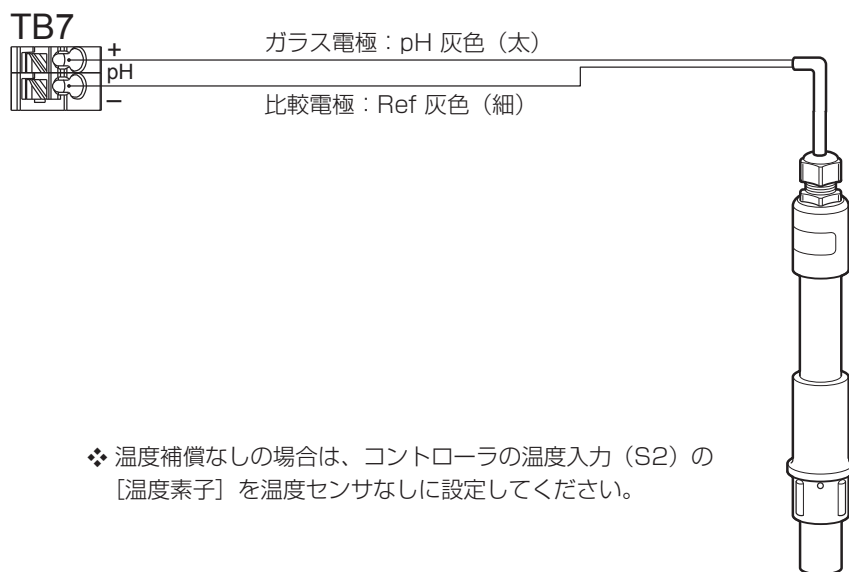 TB7
+
ガラス電極：pH 灰色（太）
pH
−
比較電極：Ref 灰色（細）
❖ 温度補償なしの場合は、コントローラの温度入力（S2）の
［温度素子］を温度センサなしに設定してください。